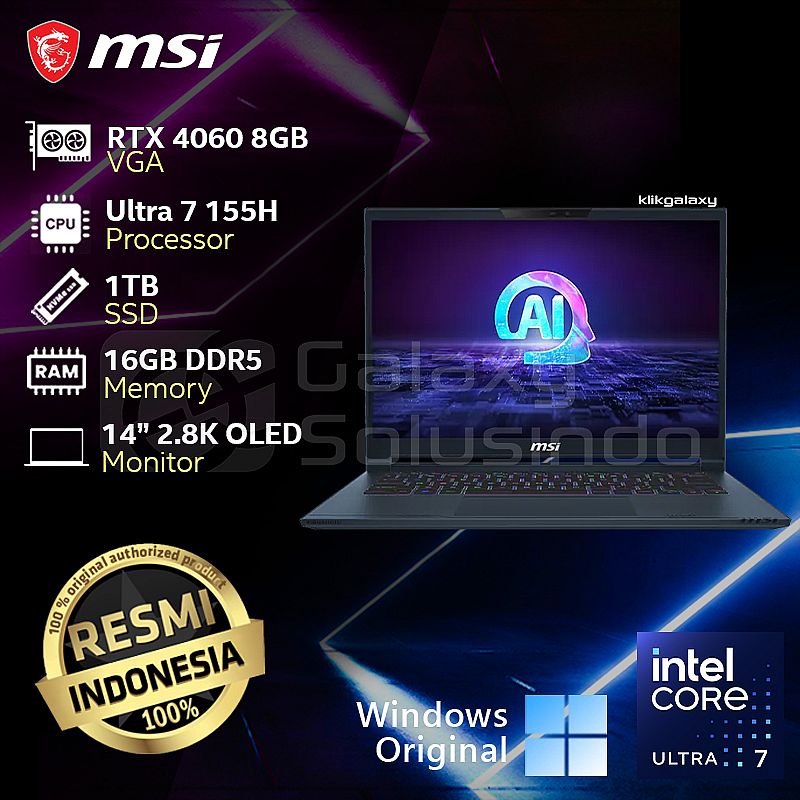 msi
RTX 4060 8GB
VGA
CPU
Ultra 7 155H
Processor
1TB
SSD
RAM
16GB DDR5
Memory
14” 2.8K OLED
Monitor
klikgalaxy
AI
msi
Galaxy
Solusindo
100% original authorized product
RESMI
INDONESIA
100%
Windows
Original
intel
CORE
ULTRA 7